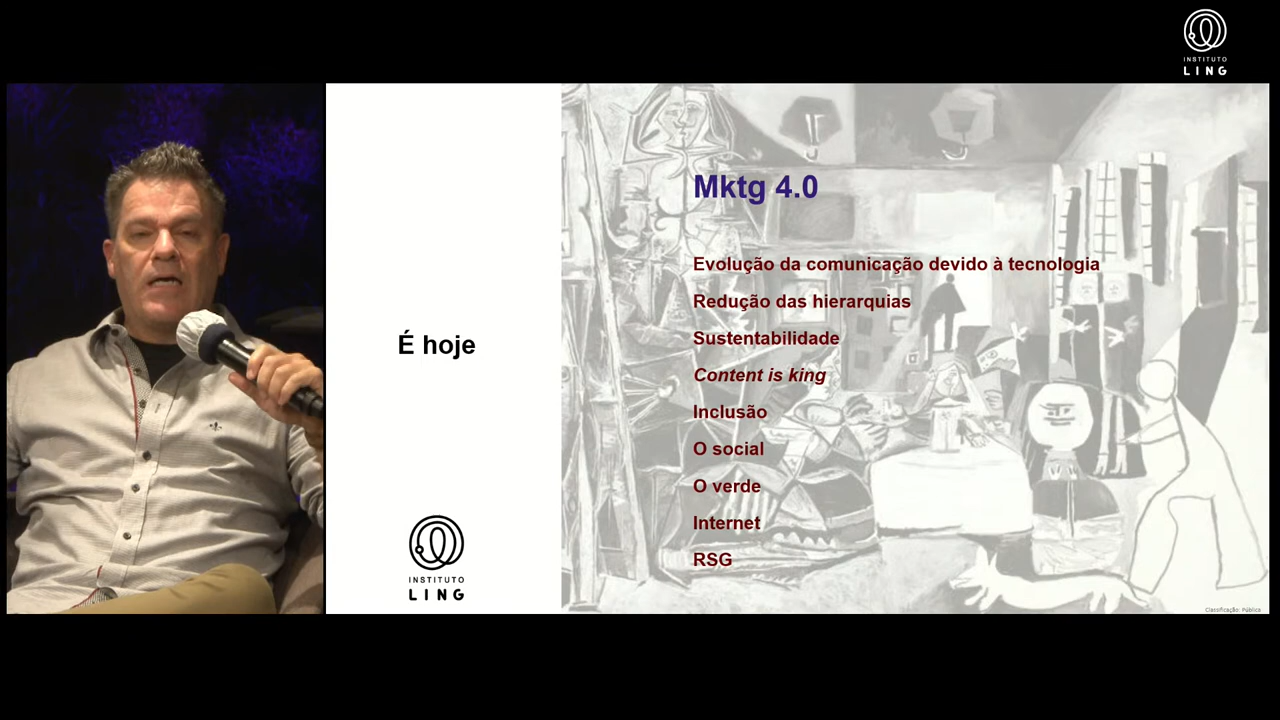 INSTITUTO
LING
É hoje
INSTITUTO
LING
Mktg 4.0
Evolução da comunicação devido à tecnologia
Redução das hierarquias
Sustentabilidade
Content is king
Inclusão
O social
O verde
Internet
RSG
Classificação: Pública